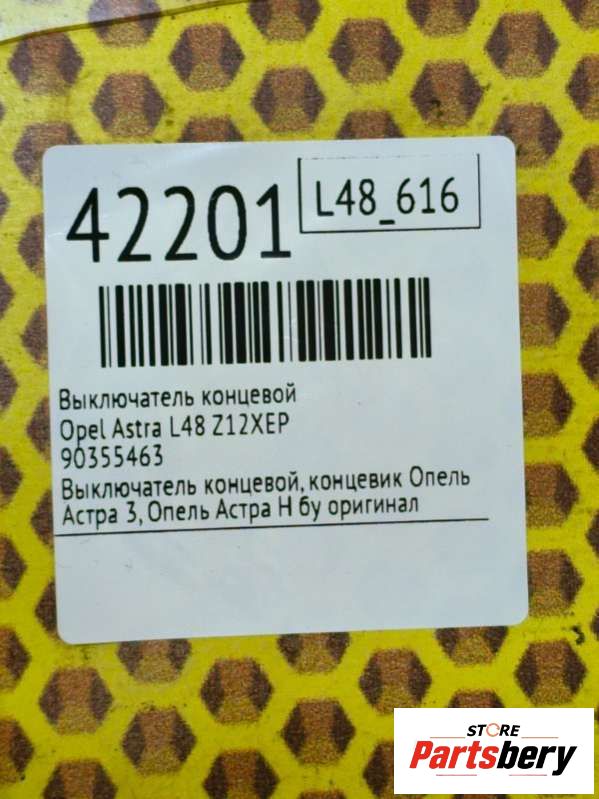 42201
L48_616
Выключатель концевой
Opel Astra L48 Z12XEP
90355463
Выключатель концевой, концевик Опель
Астра 3, Опель Астра Н бу оригинал
STORE
Partsbery